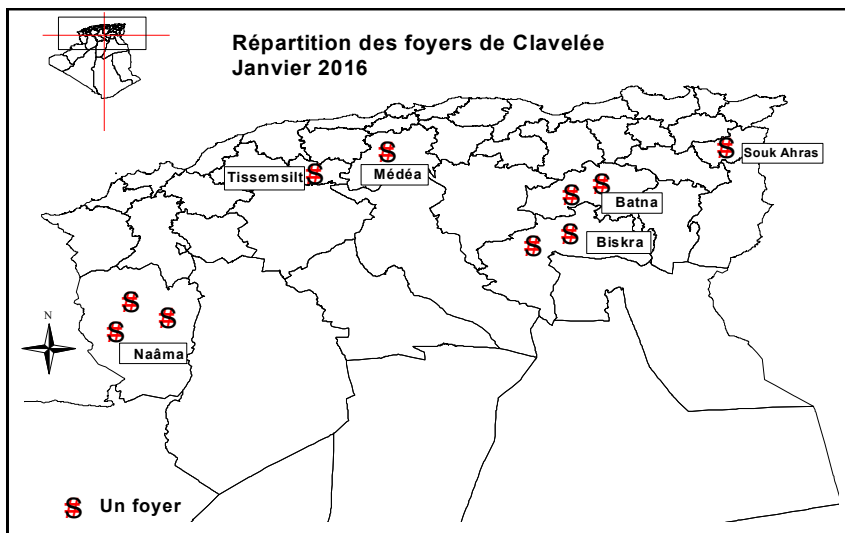 Répartition des foyers de Clavelée
Janvier 2016
Souk Ahras
Tissemsilt
Médéa
Batna
Biskra
N
Naâma
Un foyer